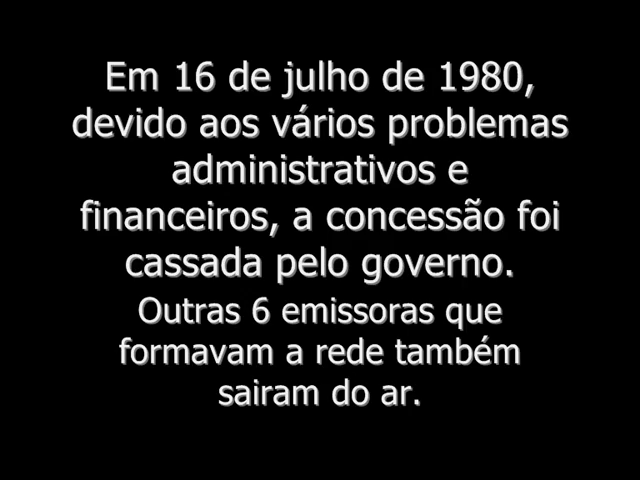 Em 16 de julho de 1980,
devido aos vários problemas
administrativos e
financeiros, a concessão foi
cassada pelo governo.
Outras 6 emissoras que
formavam a rede também
sairam do ar.